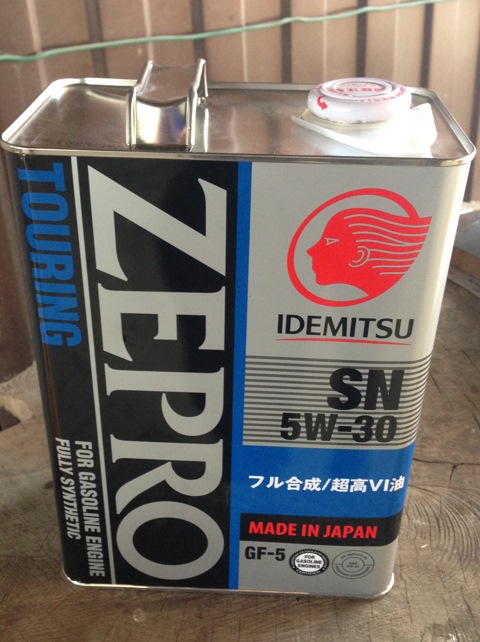 TOURING
ZEPRO
FOR GASOLINE ENGINE
FULLY SYNTHETIC
IDEMITSU
SN
5W-30
フル合成/超高VI油
MADE IN JAPAN
GF-5
FOR
GASOLINE
ENGINES